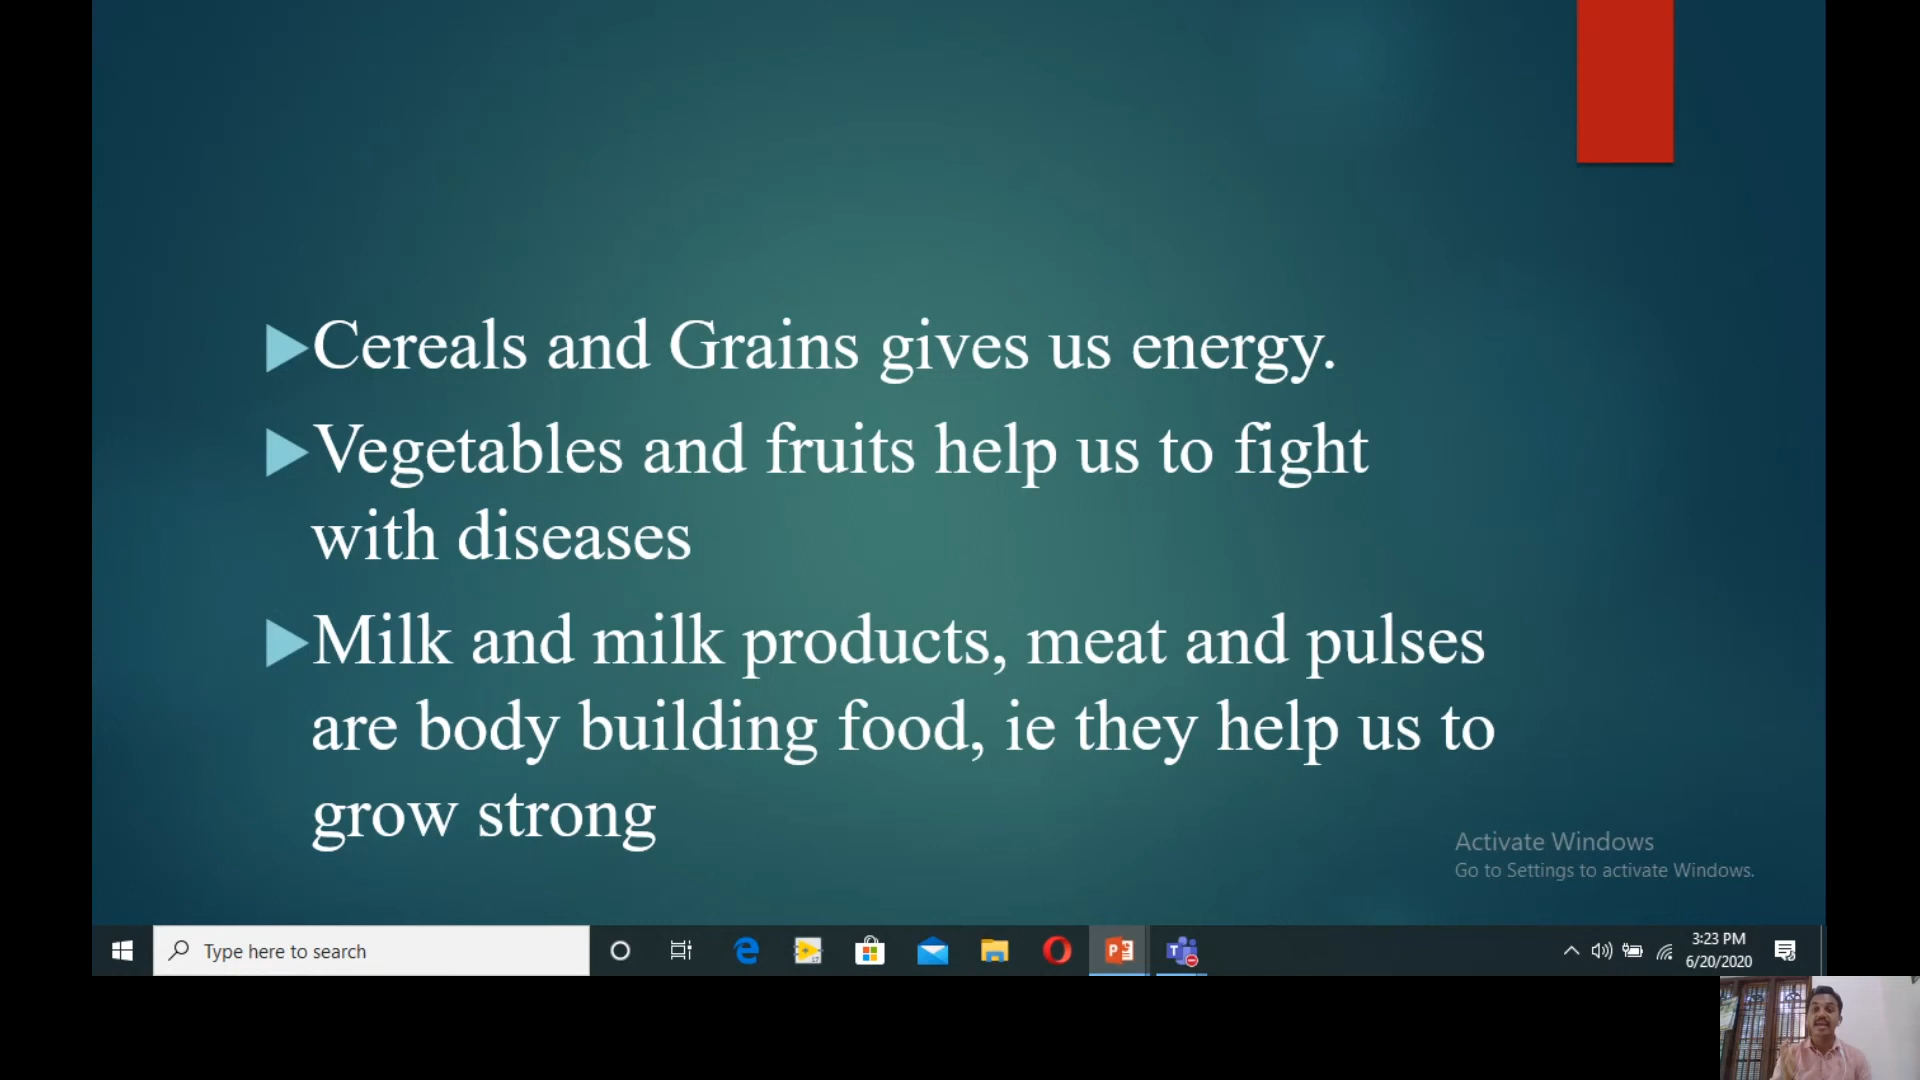 Cereals and Grains gives us energy.
Vegetables and fruits help us to fight
with diseases
Milk and milk products, meat and pulses
are body building food, ie they help us to
grow strong
Activate Windows
Go to Settings to activate Windows.
Type here to search
3:23 PM
6/20/2020